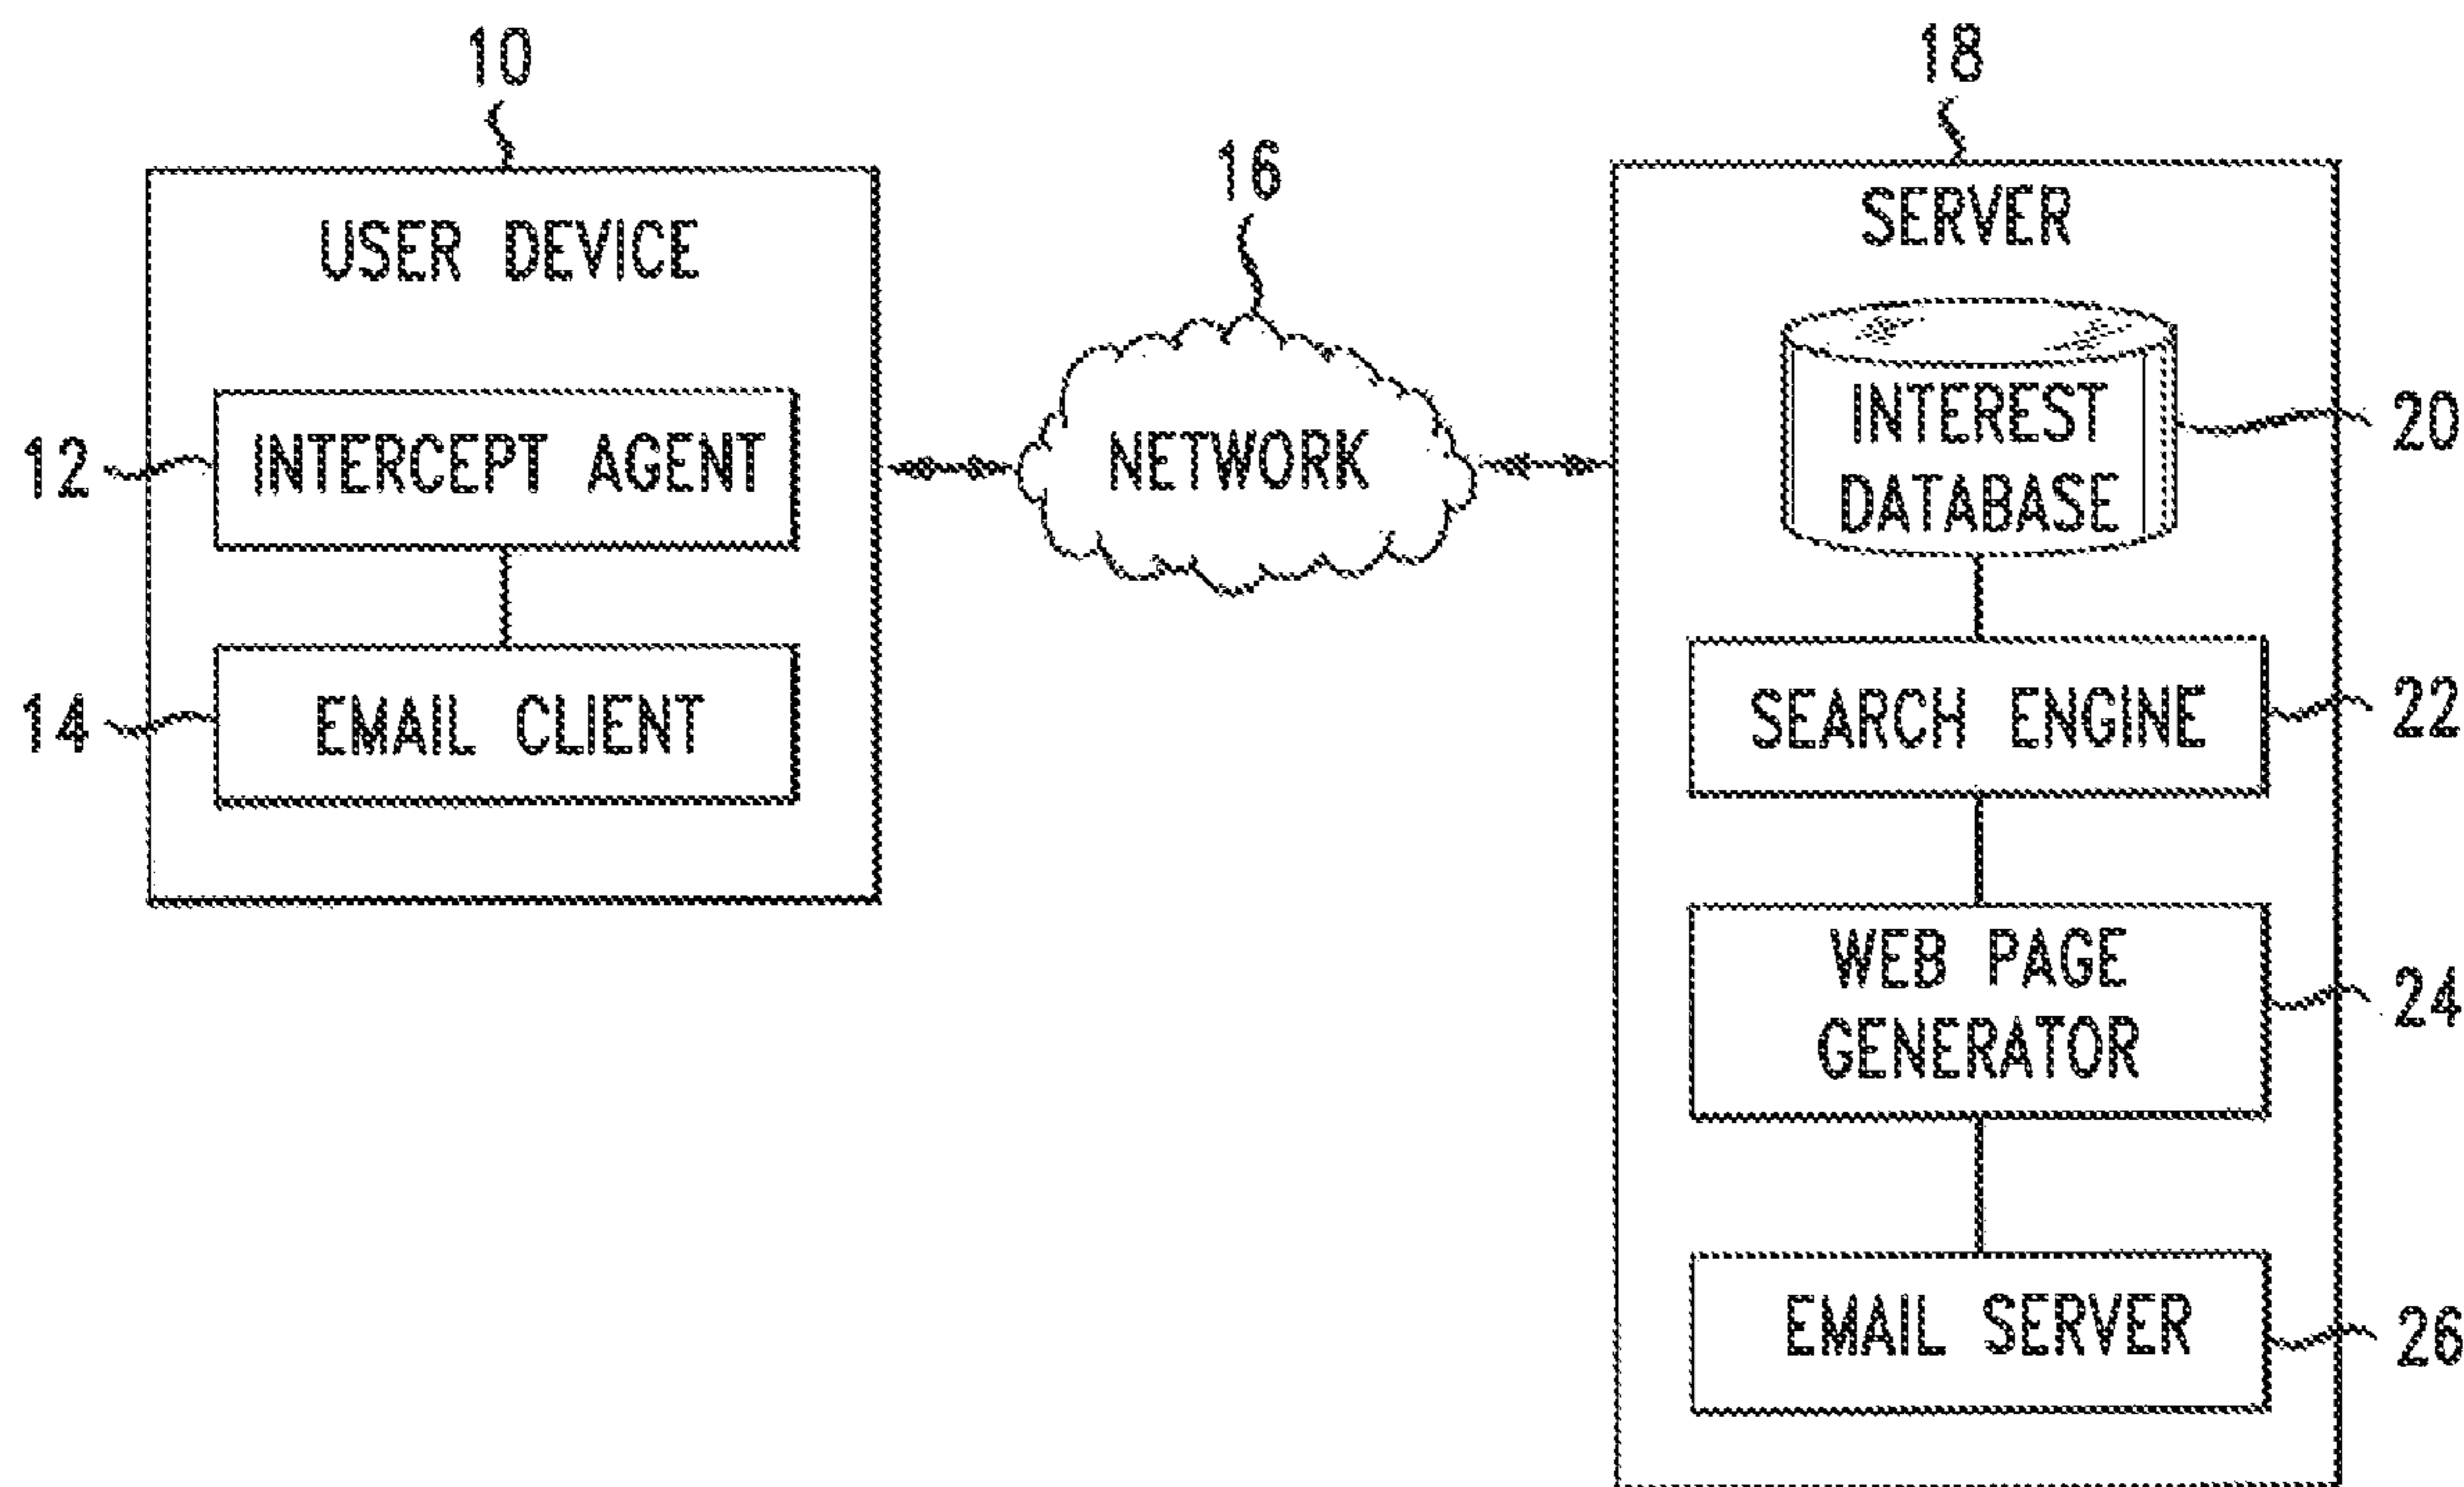 10
18
16
USER DEVICE
SERVER
12
INTERCEPT AGENT
NETWORK
INTEREST
DATABASE
20
14
EMAIL CLIENT
SEARCH ENGINE
22
WEB PAGE
GENERATOR
24
EMAIL SERVER
26